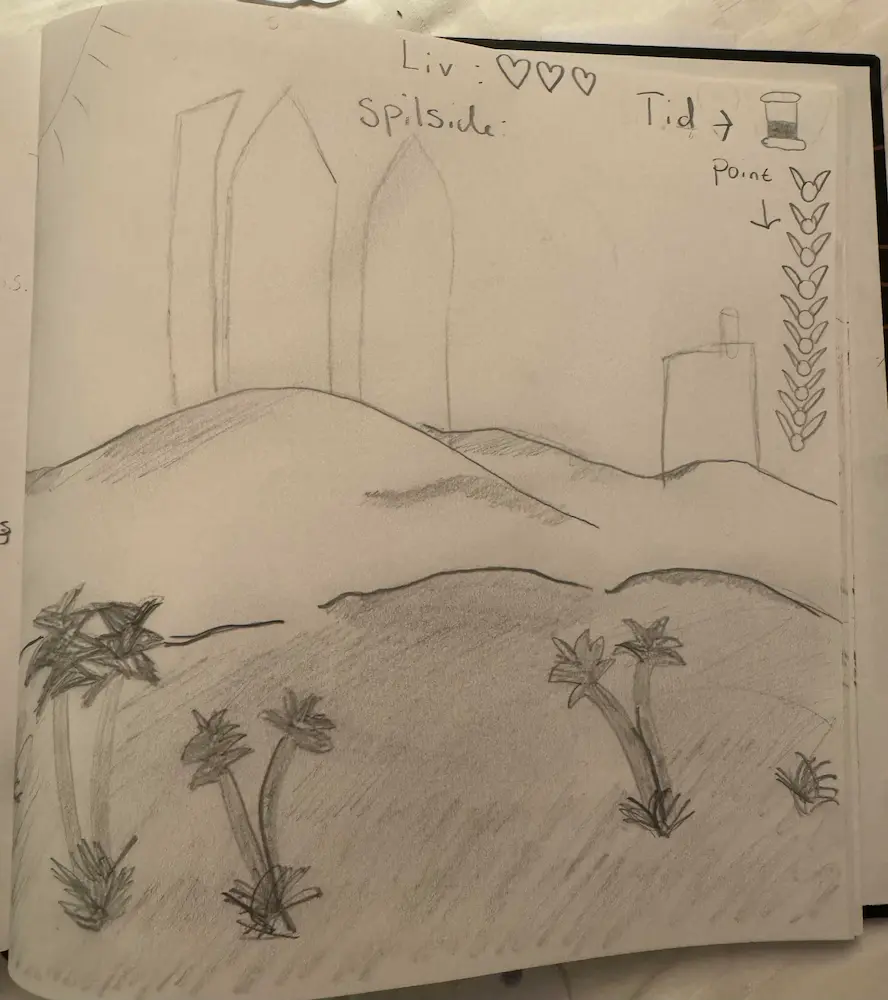 Liv :
Spilside:
Tid →
Point
↓